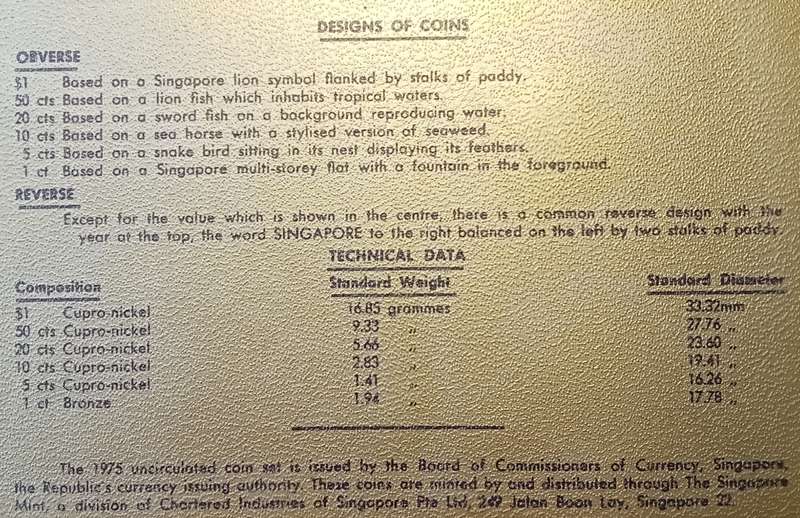 DESIGNS OF COINS
OBVERSE
$1 Based on a Singapore lion symbol flanked by stalks of paddy.
50 cts Based on a lion fish which inhabits tropical waters.
20 cts Based on a sword fish on a background reproducing water.
10 cts Based on a sea horse with a stylised version of seaweed.
5 cts Based on a snake bird sitting in its nest displaying its feathers.
1 ct Based on a Singapore multi-storey flat with a fountain in the foreground.
REVERSE
Except for the value which is shown in the centre, there is a common reverse design with the
year at the top, the word SINGAPORE to the right balanced on the left by two stalks of paddy.
TECHNICAL DATA
Composition Standard Weight Standard Diameter
$1 Cupro-nickel 16.85 grammes 33.32mm
50 cts Cupro-nickel 9.33 „ 27.76 „
20 cts Cupro-nickel 5.66 „ 23.60 „
10 cts Cupro-nickel 2.83 „ 19.41 „
5 cts Cupro-nickel 1.41 „ 16.26 „
1 ct Bronze 1.94 „ 17.78 „
The 1975 uncirculated coin set is issued by the Board of Commissioners of Currency, Singapore,
the Republic's currency issuing authority. These coins are minted by and distributed through The Singapore
Mint, a division of Chartered Industries of Singapore Pte Ltd, 249 Jalan Boon Lay, Singapore 22.